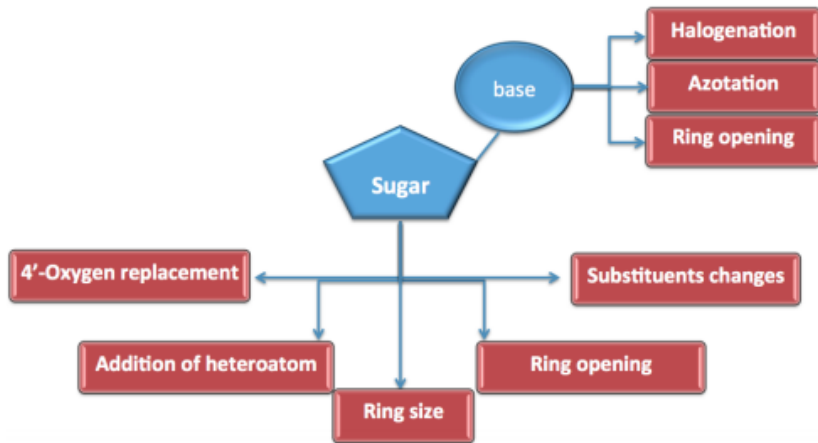 Halogenation
base
Azotation
Ring opening
Sugar
4’-Oxygen replacement
Substituents changes
Addition of heteroatom
Ring opening
Ring size